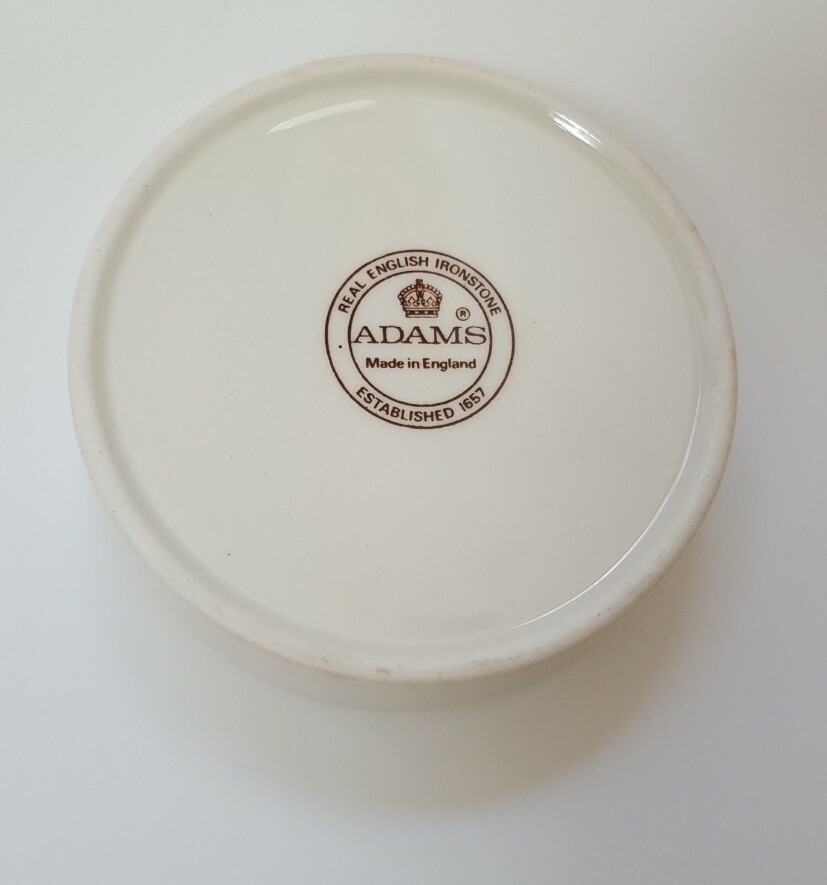 REAL ENGLISH IRONSTONE
ADAMS ®
Made in England
ESTABLISHED 1657